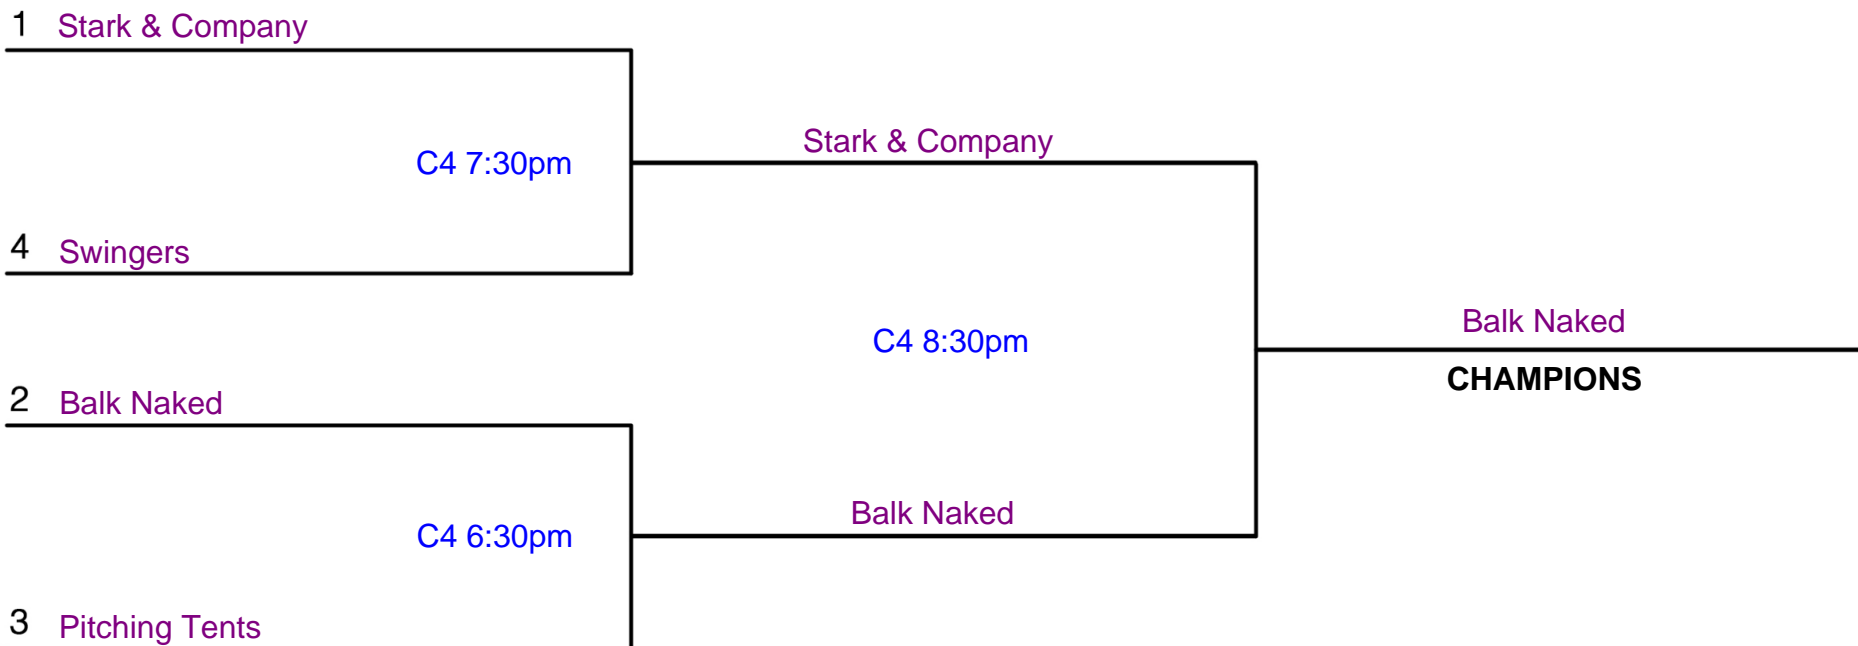 1 Stark & Company
Stark & Company
C4 7:30pm
4 Swingers
Balk Naked
C4 8:30pm
CHAMPIONS
2 Balk Naked
Balk Naked
C4 6:30pm
3 Pitching Tents